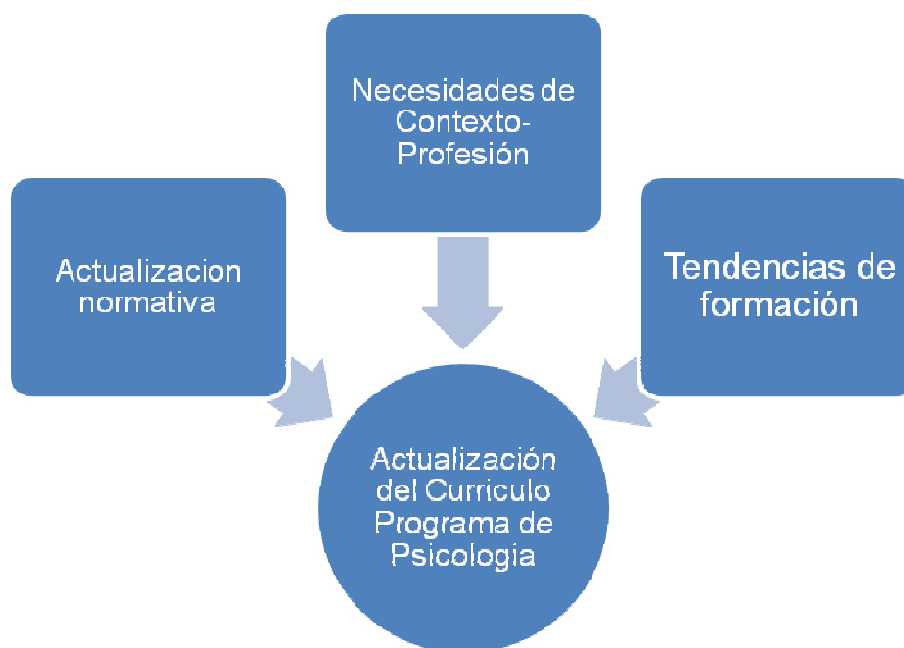 Necesidades de
Contexto-
Profesión
Actualizacion
normativa
Tendencias de
formación
Actualización
del Curriculo
Programa de
Psicologia